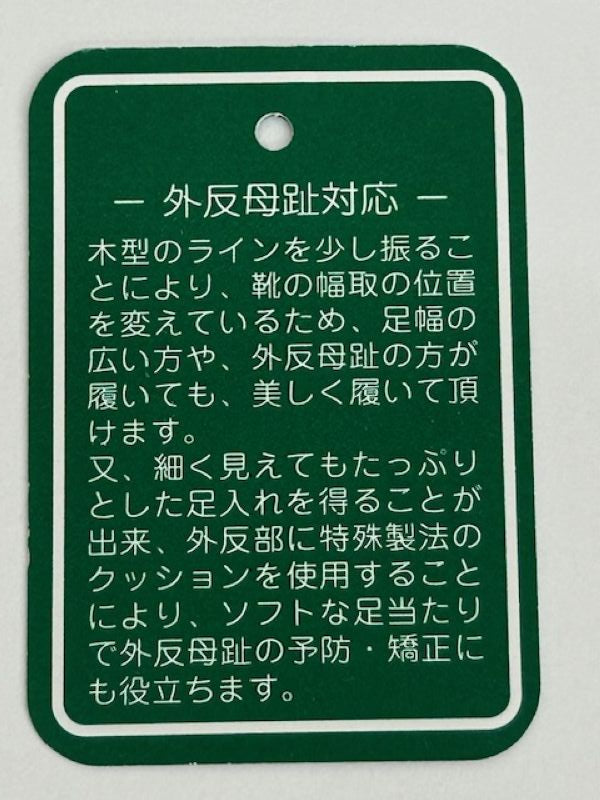 ― 外反母趾対応 ―
木型のラインを少し振るこ
とにより、靴の幅取の位置
を変えているため、足幅の
広い方や、外反母趾の方が
履いても、美しく履いて頂
けます。
又、細く見えてもたっぷり
とした足入れを得ることが
出来、外反部に特殊製法の
クッションを使用すること
により、ソフトな足当たり
で外反母趾の予防・矯正に
も役立ちます。